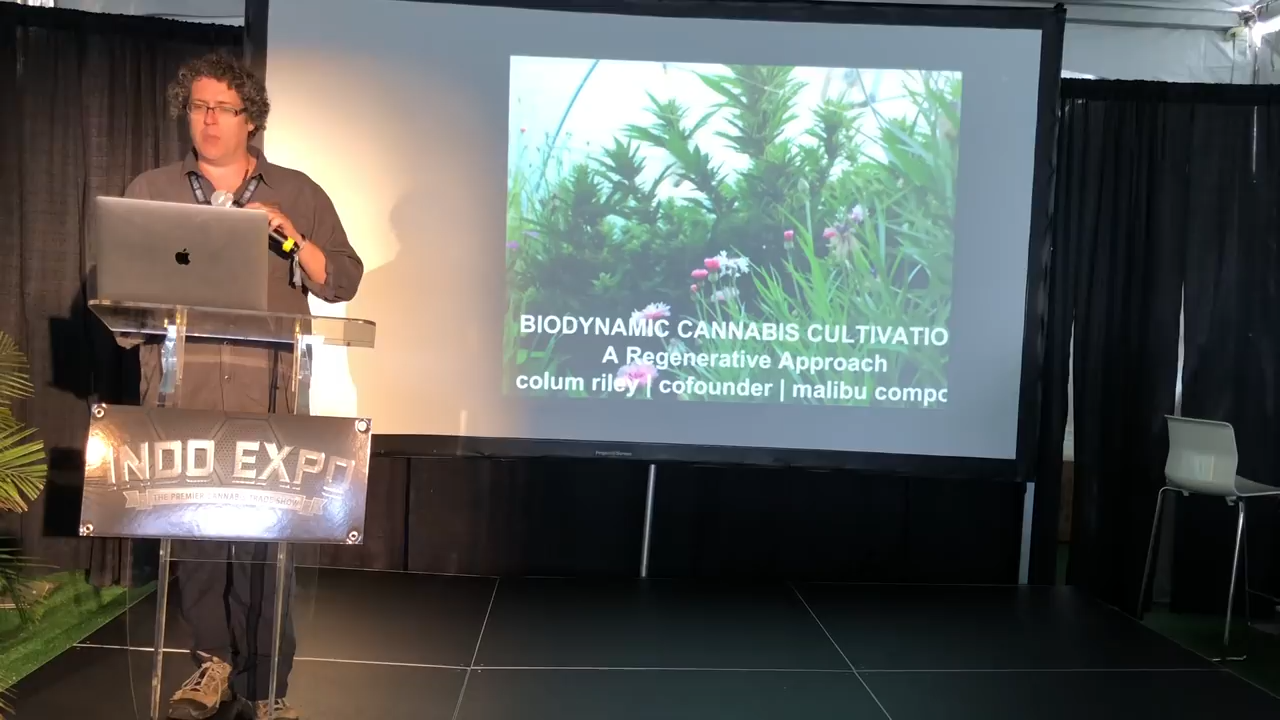 BIODYNAMIC CANNABIS CULTIVATIO
A Regenerative Approach
colum riley | cofounder | malibu compo
INDO EXPO
THE PREMIER CANNABIS TRADE SHOW